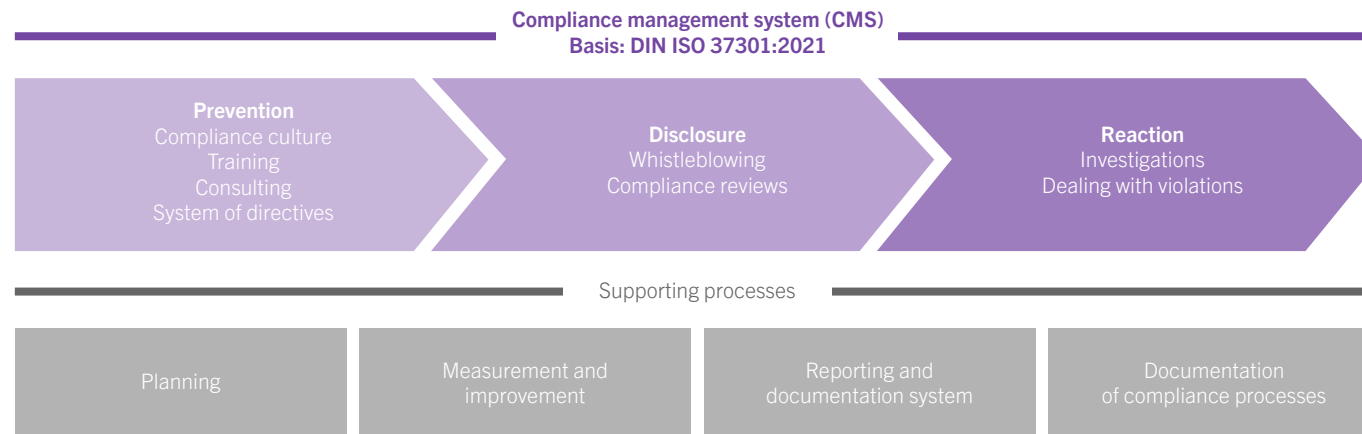 Compliance management system (CMS)
Basis: DIN ISO 37301:2021
Prevention
Compliance culture
Training
Consulting
System of directives
Disclosure
Whistleblowing
Compliance reviews
Reaction
Investigations
Dealing with violations
Supporting processes
Planning
Measurement and
improvement
Reporting and
documentation system
Documentation
of compliance processes